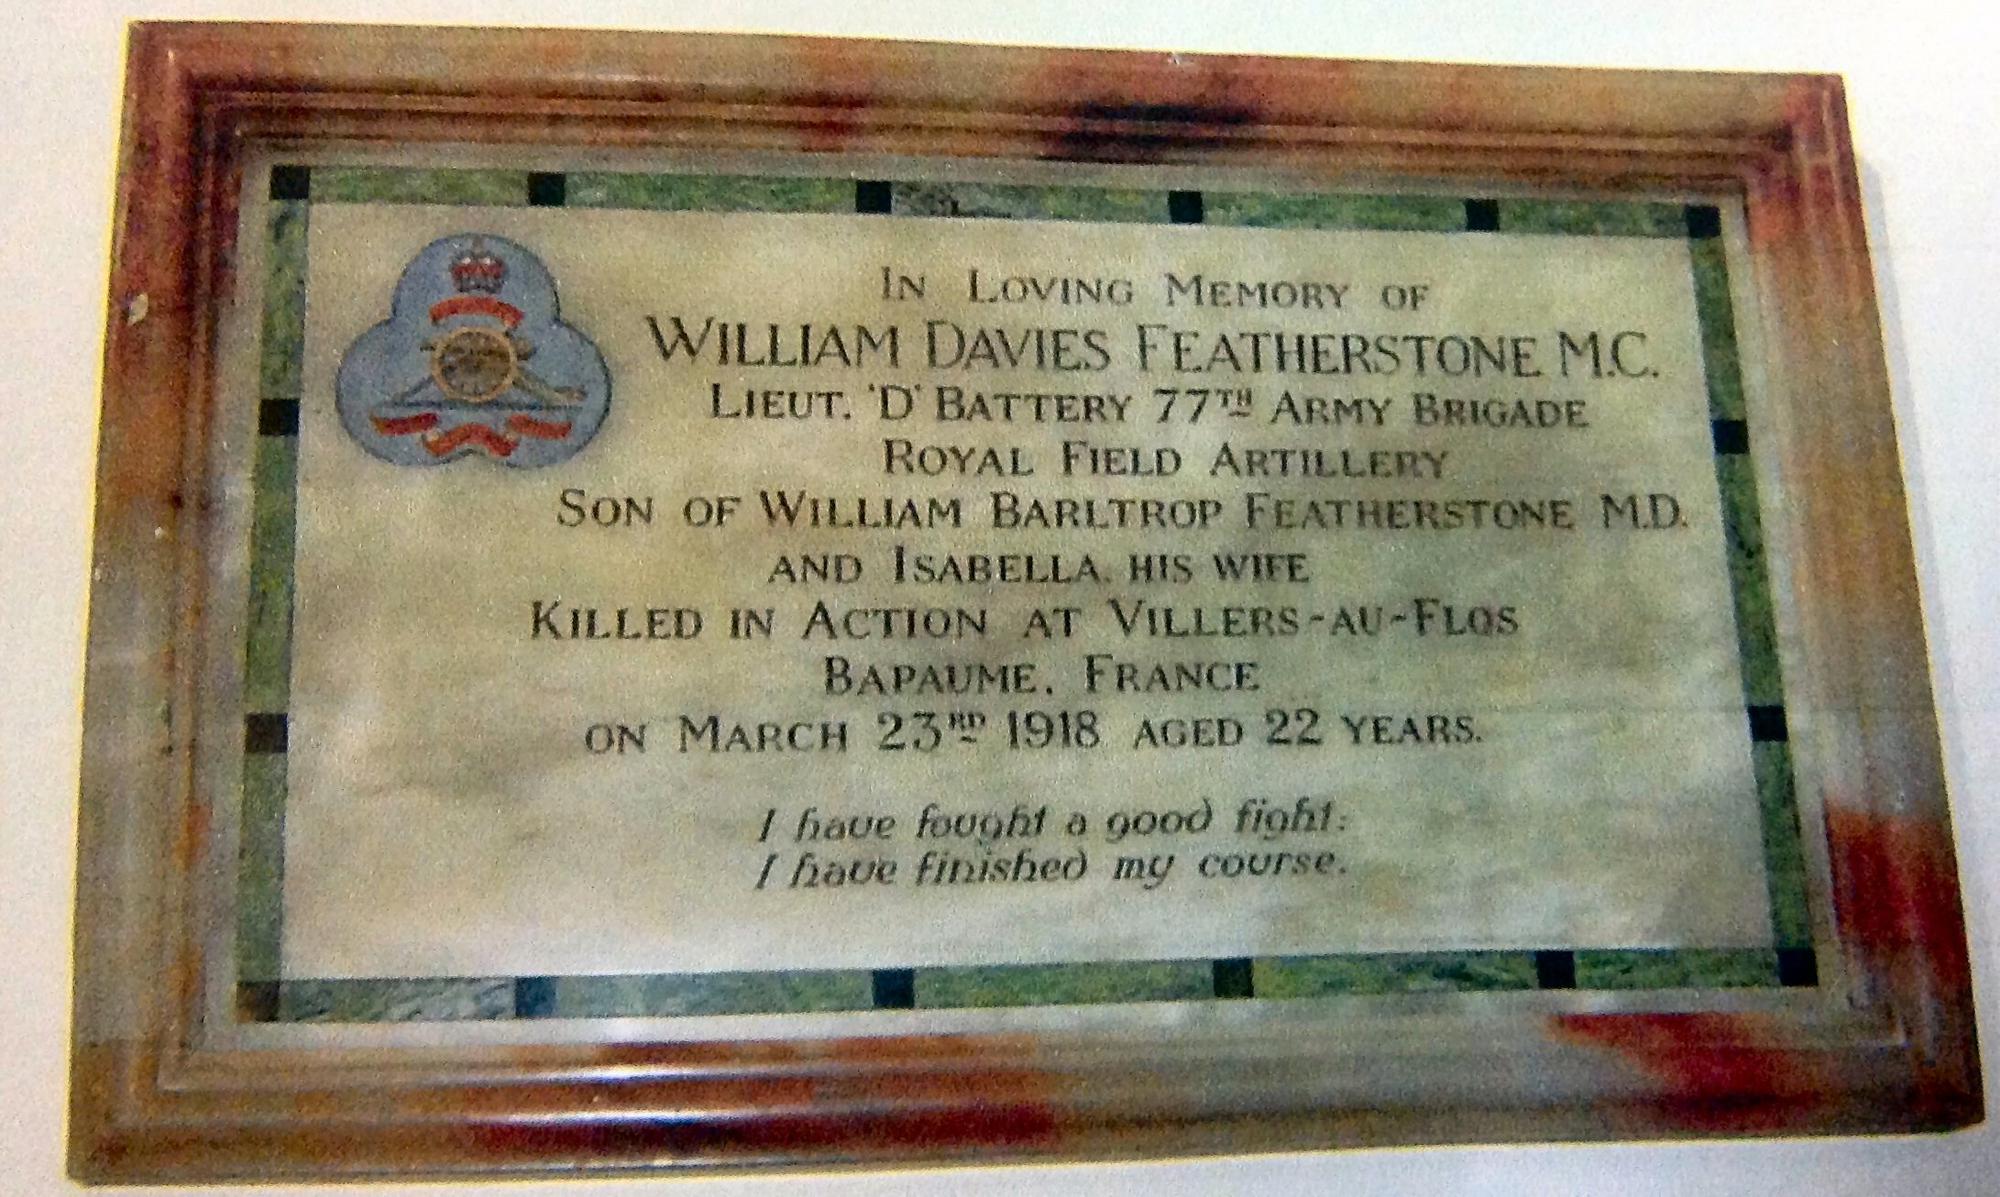 IN LOVING MEMORY OF
WILLIAM DAVIES FEATHERSTONE M.C.
LIEUT. 'D' BATTERY 77TH ARMY BRIGADE
ROYAL FIELD ARTILLERY
SON OF WILLIAM BARLTROP FEATHERSTONE M.D.
AND ISABELLA. HIS WIFE
KILLED IN ACTION AT VILLERS-AU-FLOS
BAPAUME. FRANCE
ON MARCH 23RD 1918 AGED 22 YEARS.
I have fought a good fight:
I have finished my course.